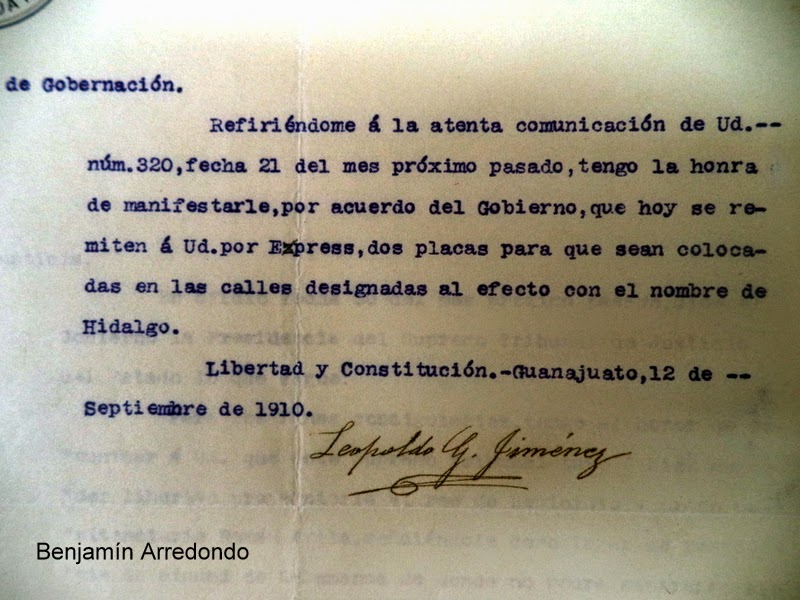 de Gobernación.
Refiriéndome á la atenta comunicación de Ud.--
núm.320,fecha 21 del mes próximo pasado,tengo la honra
de manifestarle,por acuerdo del Gobierno,que hoy se re-
miten á Ud.por Express,dos placas para que sean coloca-
das en las calles designadas al efecto con el nombre de
Hidalgo.
Libertad y Constitución.-Guanajuato,12 de --
Septiembre de 1910.
Leopoldo G. Jiménez
Benjamín Arredondo